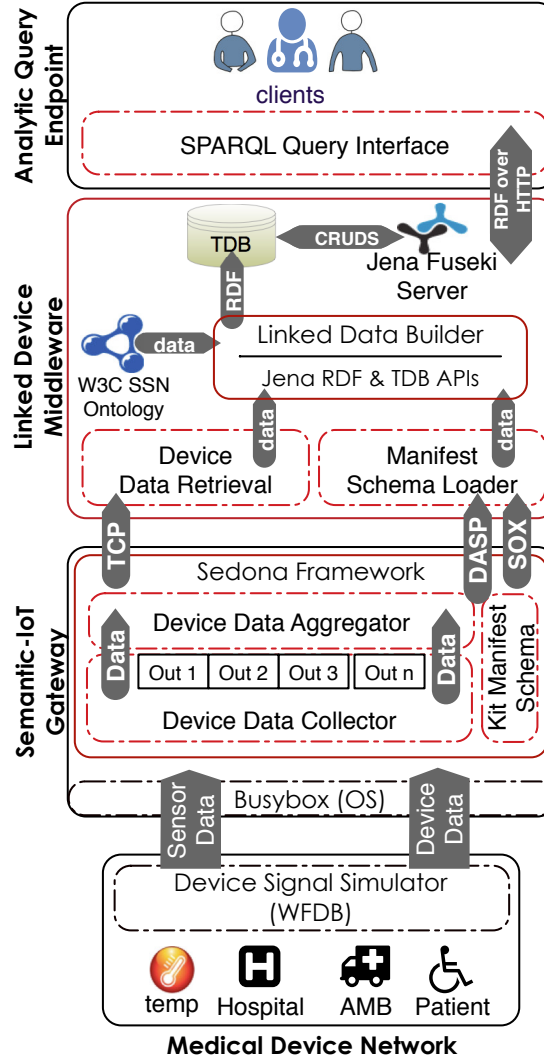 Analytic Query
Endpoint
clients
SPARQL Query Interface
RDF over
HTTP
Linked Device
Middleware
TDB
CRUDS
Jena Fuseki
Server
RDF
W3C SSN
Ontology
data
Linked Data Builder
Jena RDF & TDB APIs
data
data
Device
Data Retrieval
Manifest
Schema Loader
TCP
DASP
SOX
Semantic-IoT
Gateway
Sedona Framework
Device Data Aggregator
Data
Out 1
Out 2
Out 3
Out n
Data
Device Data Collector
Kit Manifest
Schema
Busybox (OS)
Sensor
Data
Device
Data
Device Signal Simulator
(WFDB)
H
temp
Hospital
AMB
Patient
Medical Device Network